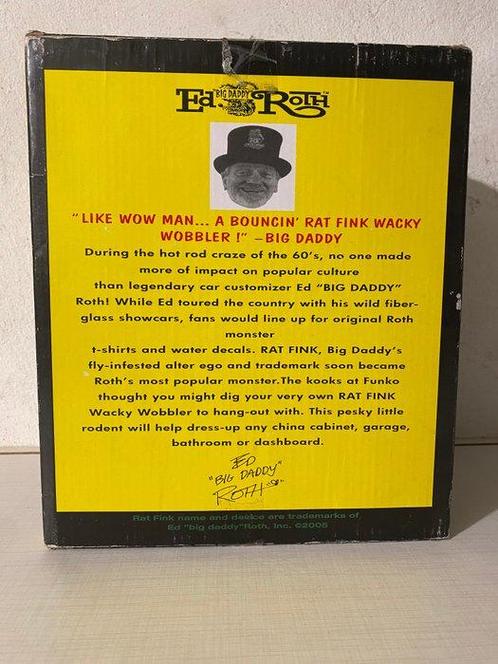 Ed BIG DADDY ROTH™
"LIKE WOW MAN... A BOUNCIN' RAT FINK WACKY
WOBBLER !" –BIG DADDY
During the hot rod craze of the 60's, no one made
more of impact on popular culture
than legendary car customizer Ed "BIG DADDY"
Roth! While Ed toured the country with his wild fiber-
glass showcars, fans would line up for original Roth
monster
t-shirts and water decals. RAT FINK, Big Daddy's
fly-infested alter ego and trademark soon became
Roth's most popular monster.The kooks at Funko
thought you might dig your very own RAT FINK
Wacky Wobbler to hang-out with. This pesky little
rodent will help dress-up any china cabinet, garage,
bathroom or dashboard.
ED
"BIG DADDY"
ROTH
Rat Fink name and device are trademarks of
Ed "big daddy"Roth, Inc. ©2005